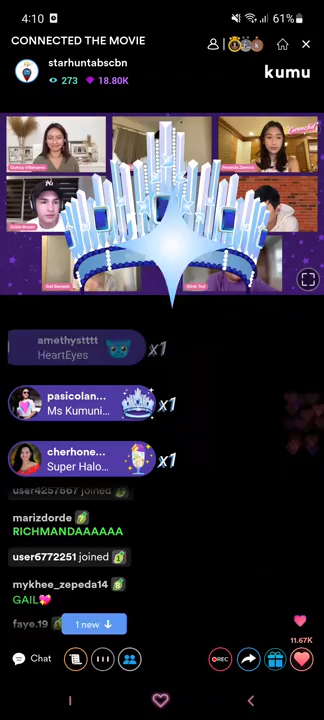 4:10
61%
CONNECTED THE MOVIE
starhuntabscbn
273
18.80K
kumu
amethystttt
HeartEyes
x1
pasicolan...
Ms Kumuni...
x1
cherhone...
Super Halo...
x1
user4257667 joined
marizdorde
RICHMANDAAAAAA
user6772251 joined
mykhee_zepeda14
GAIL
faye.19
1 new
11.67K
Chat
REC